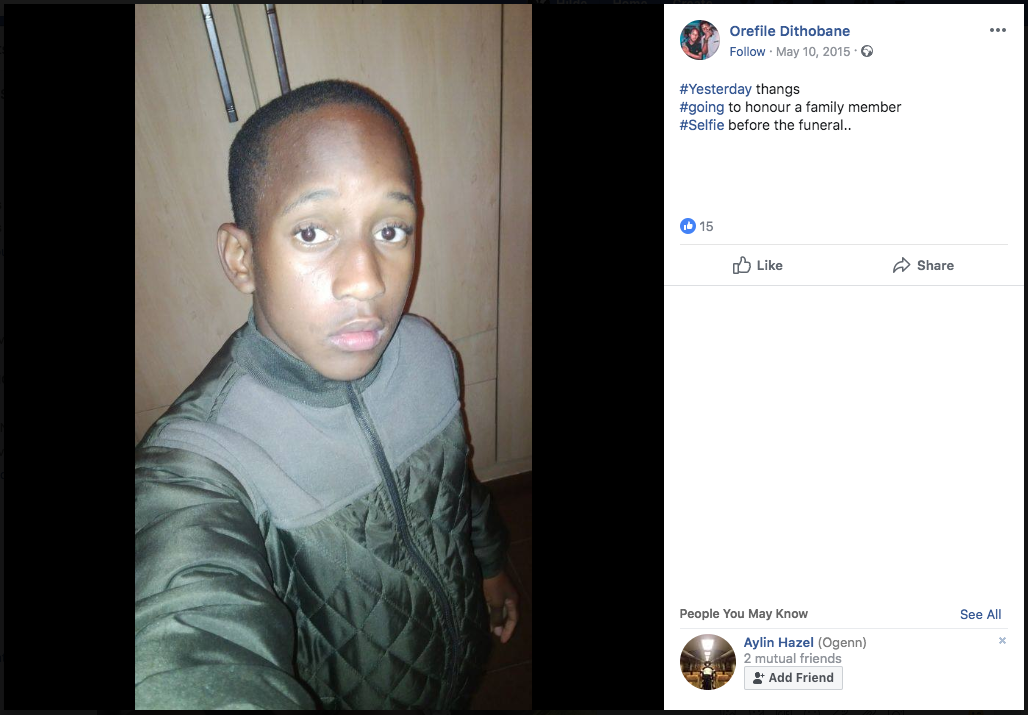 Orefile Dithobane
Follow · May 10, 2015 ·
#Yesterday thangs
#going to honour a family member
#Selfie before the funeral..
15
Like
Share
People You May Know
See All
Aylin Hazel (Ogenn)
2 mutual friends
Add Friend